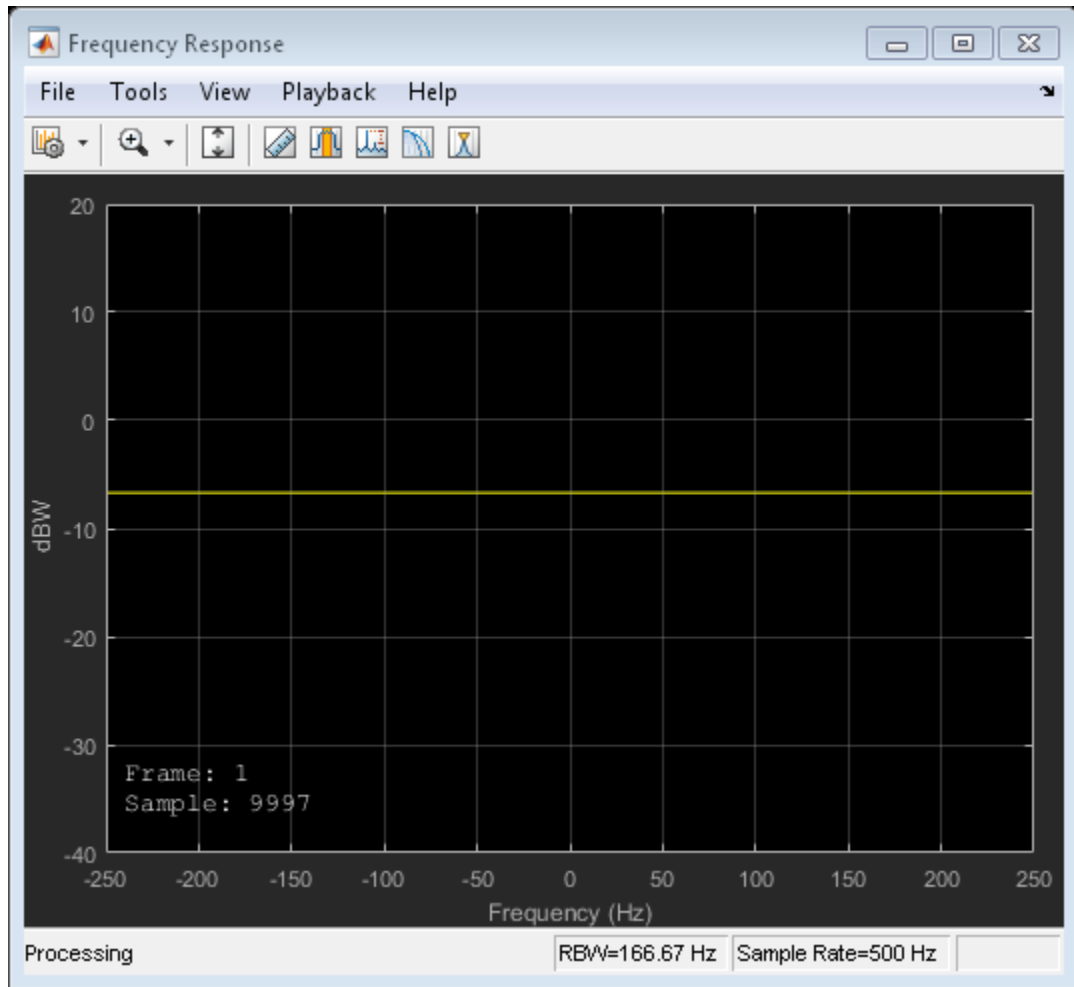 Frequency Response
File Tools View Playback Help
20
10
0
-10
-20
-30
-40
dBW
Frame: 1
Sample: 9997
-250 -200 -150 -100 -50 0 50 100 150 200 250
Frequency (Hz)
Processing RBW=166.67 Hz Sample Rate=500 Hz